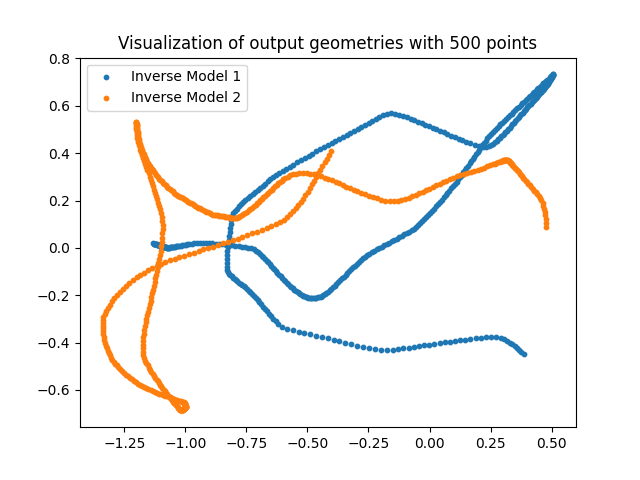 Visualization of output geometries with 500 points
Inverse Model 1
Inverse Model 2
0.8
0.6
0.4
0.2
0.0
−0.2
−0.4
−0.6
−1.25 −1.00 −0.75 −0.50 −0.25 0.00 0.25 0.50